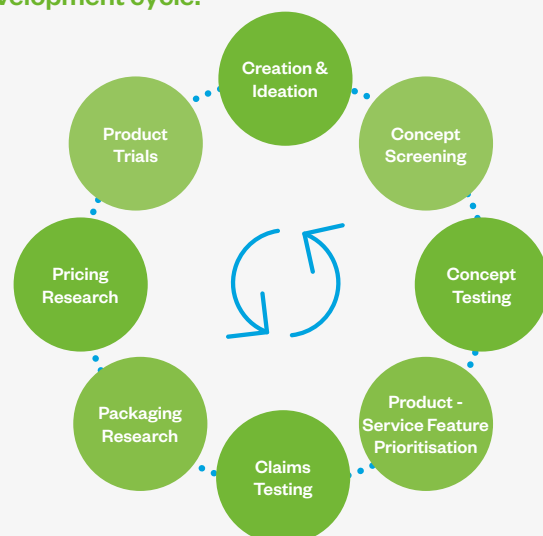 velopment cycle.
Creation &
Ideation
Concept
Screening
Concept
Testing
Product -
Service Feature
Prioritisation
Claims
Testing
Packaging
Research
Pricing
Research
Product
Trials